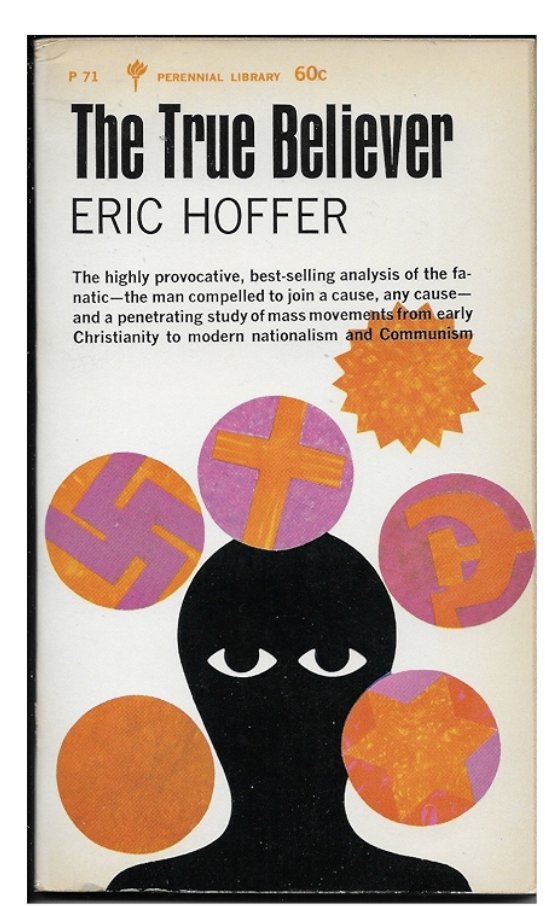 P 71 PERENNIAL LIBRARY 60c
The True Believer
ERIC HOFFER
The highly provocative, best-selling analysis of the fa-
natic—the man compelled to join a cause, any cause—
and a penetrating study of mass movements from early
Christianity to modern nationalism and Communism